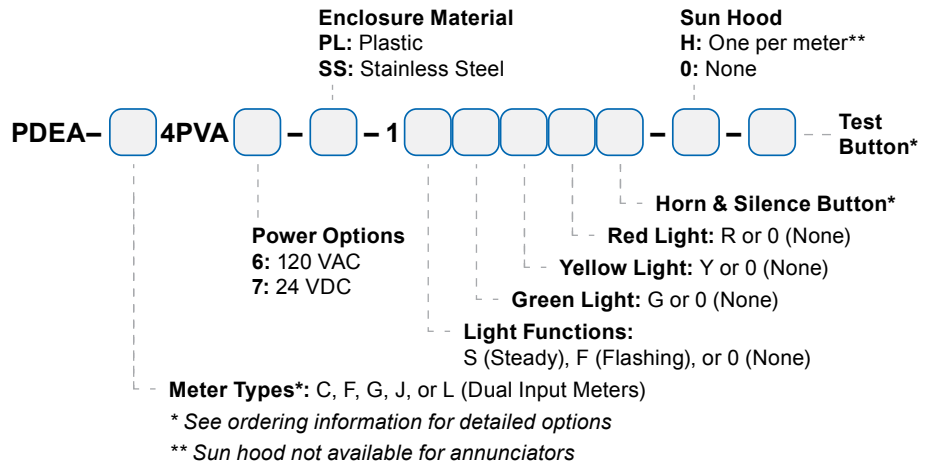 Enclosure Material
PL: Plastic
SS: Stainless Steel
Sun Hood
H: One per meter**
0: None
PDEA– 4PVA – – 1 – –
Test
Button*
Horn & Silence Button*
Red Light: R or 0 (None)
Yellow Light: Y or 0 (None)
Green Light: G or 0 (None)
Light Functions:
S (Steady), F (Flashing), or 0 (None)
Power Options
6: 120 VAC
7: 24 VDC
Meter Types*: C, F, G, J, or L (Dual Input Meters)
* See ordering information for detailed options
** Sun hood not available for annunciators